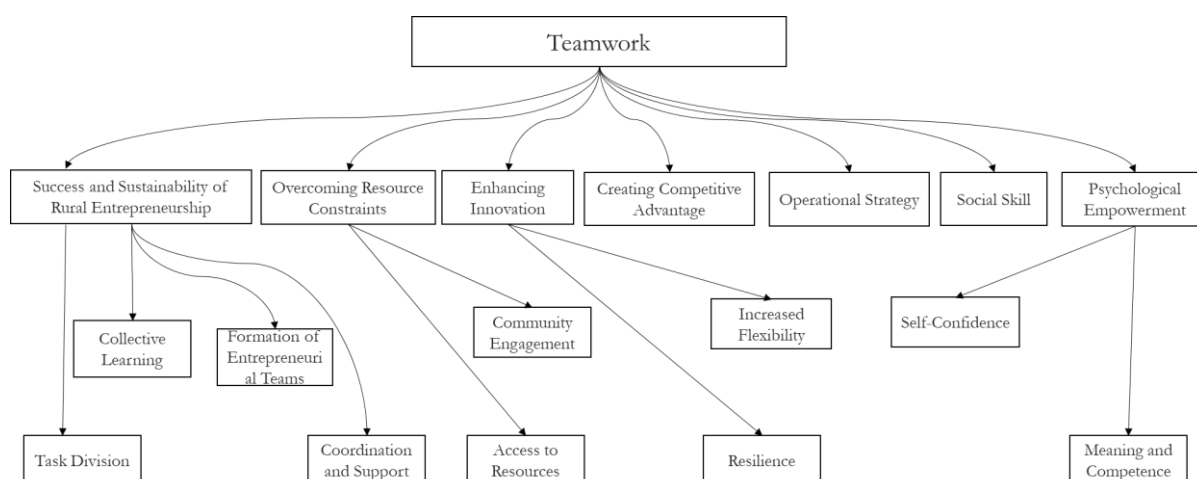 Teamwork
Success and Sustainability of
Rural Entrepreneurship
Overcoming Resource
Constraints
Enhancing
Innovation
Creating Competitive
Advantage
Operational Strategy
Social Skill
Psychological
Empowerment
Collective
Learning
Formation of
Entrepreneuri
al Teams
Community
Engagement
Increased
Flexibility
Self-Confidence
Task Division
Coordination
and Support
Access to
Resources
Resilience
Meaning and
Competence